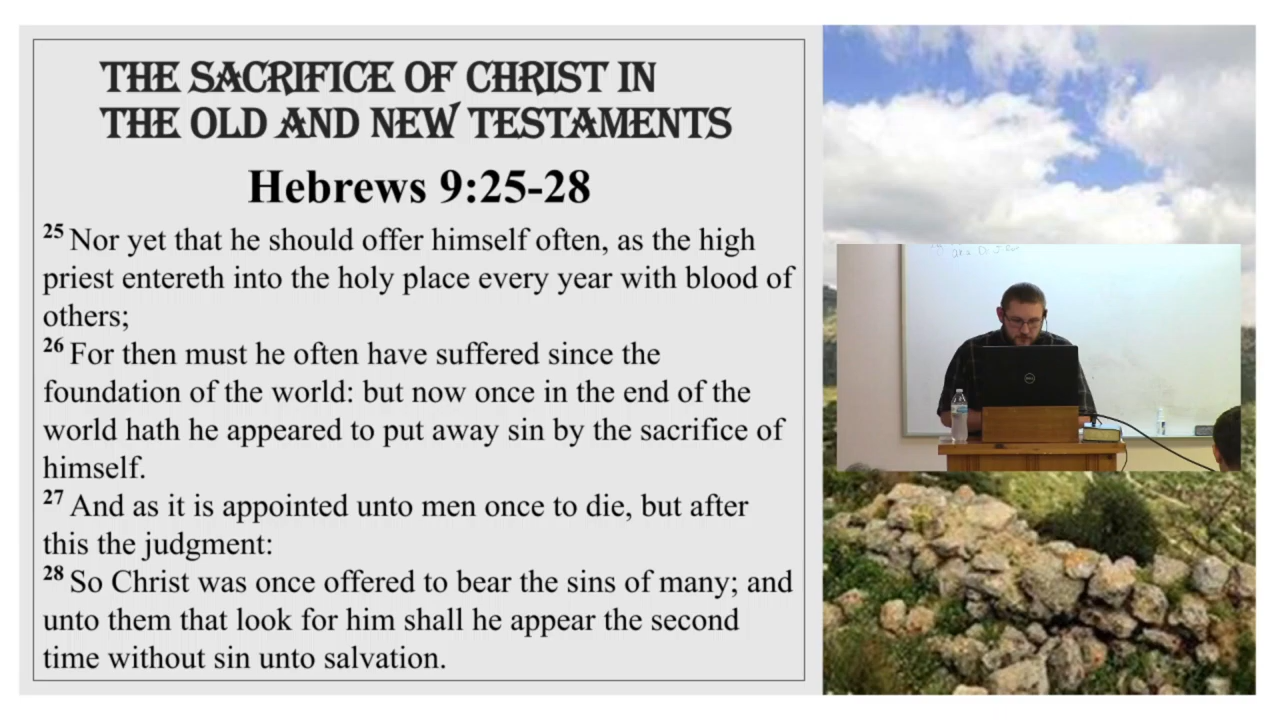 THE SACRIFICE OF CHRIST IN
THE OLD AND NEW TESTAMENTS
Hebrews 9:25-28
25 Nor yet that he should offer himself often, as the high
priest entereth into the holy place every year with blood of
others;
26 For then must he often have suffered since the
foundation of the world: but now once in the end of the
world hath he appeared to put away sin by the sacrifice of
himself.
27 And as it is appointed unto men once to die, but after
this the judgment:
28 So Christ was once offered to bear the sins of many; and
unto them that look for him shall he appear the second
time without sin unto salvation.
DELL